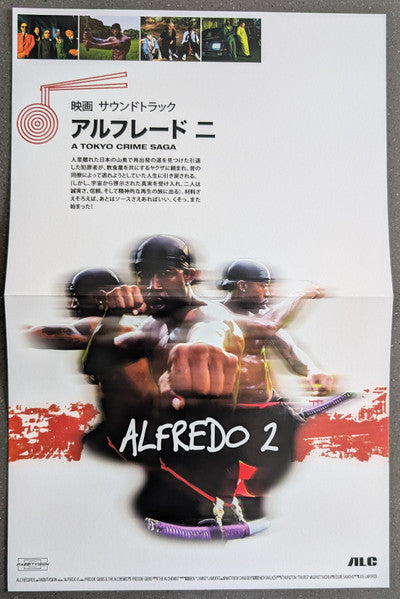 映画 サウンドトラック
アルフレード 二
A TOKYO CRIME SAGA
人里離れた日本の山奥で再出発の道を見つけた引退
した犯罪者が、飲食業を共にするヤクザに頼まれ、昔の
同僚によって逃れようとしていた人生に引き戻される。
(しかし、宇宙から啓示された真実を受け入れ、二人は
誠実さ、信頼、そして精神的な再生の旅に出る)、材料さ
えそろえば、あとはソースさえあればいい。くそっ、また
始まった!
ALFREDO 2
ALC